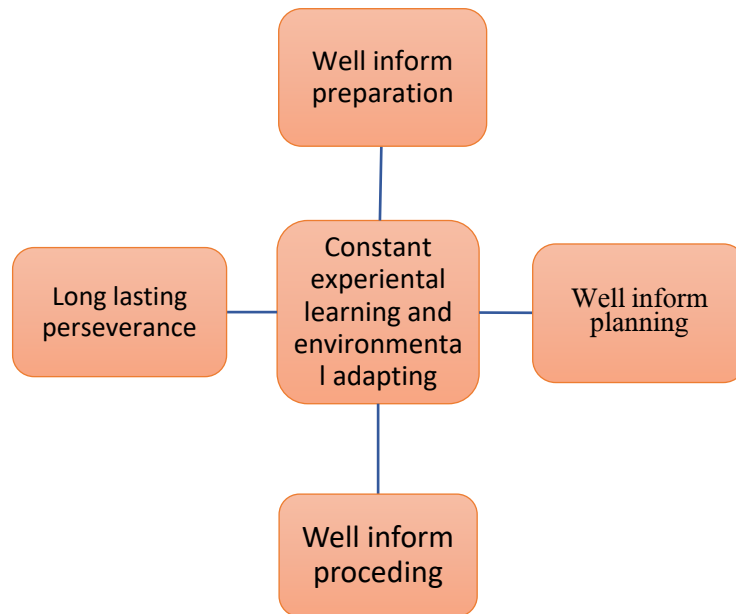 Well inform
preparation
Long lasting
perseverance
Constant
experiental
learning and
environmenta
l adapting
Well inform
planning
Well inform
proceding